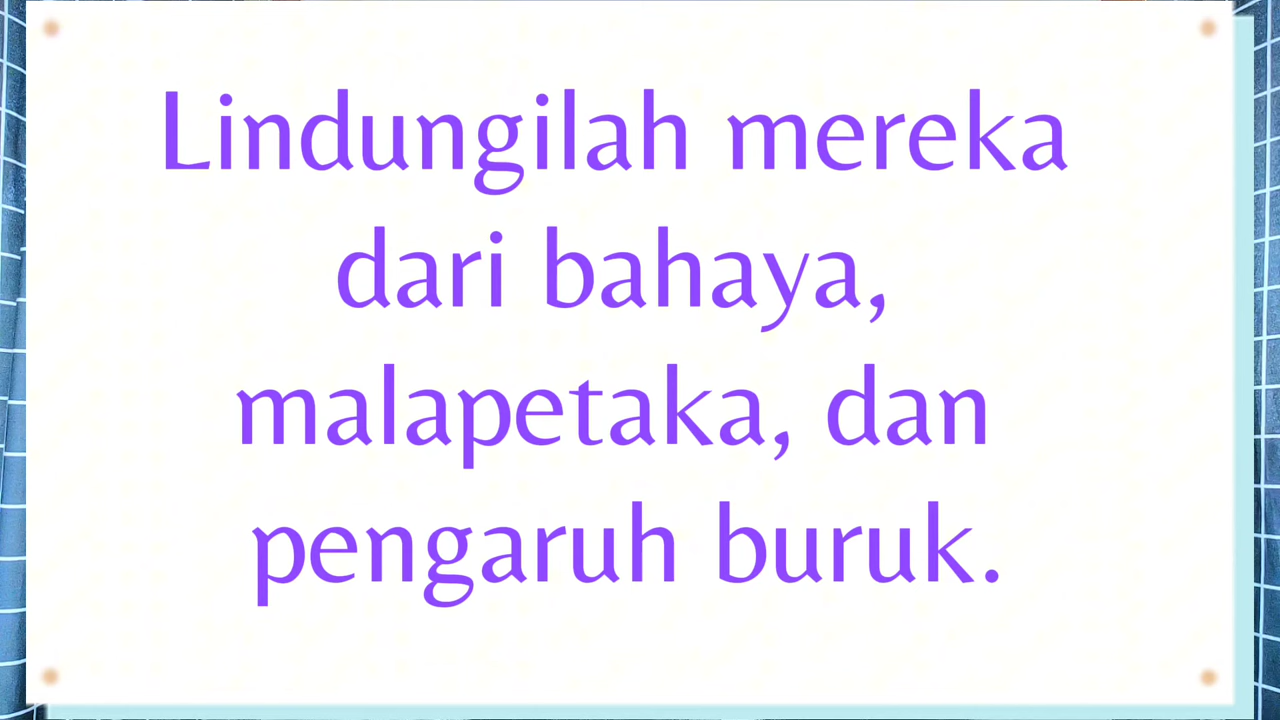 Lindungilah mereka
dari bahaya,
malapetaka, dan
pengaruh buruk.